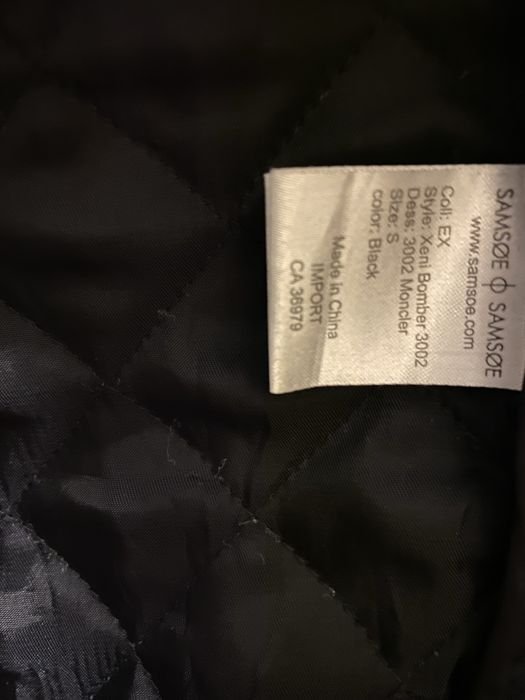 SAMSØE ϕ SAMSØE
www.samsoe.com
Coll: EX
Style: Xeni Bomber 3002
Dess: 3002 Moncler
Size: S
color: Black
Made in China
IMPORT
CA 36979